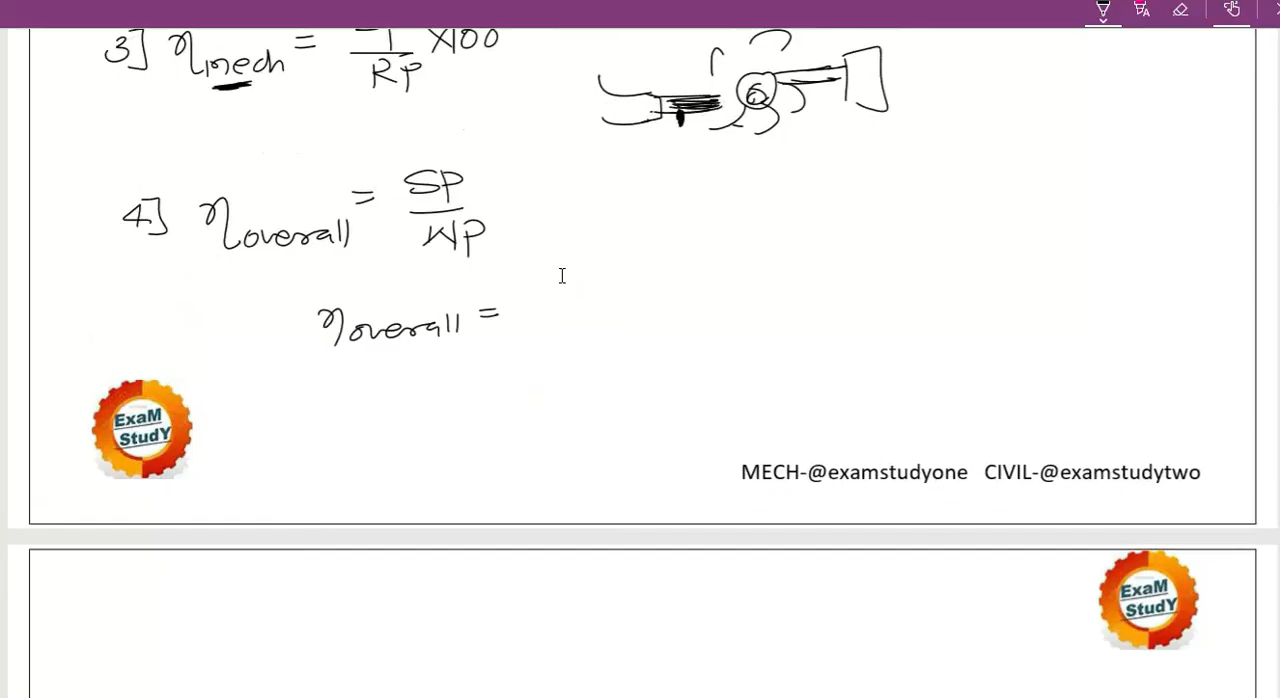 3] ηmech = / RP ×100
4] ηoverall = SP / WP
ηoverall =
ExaM
StudY
MECH-@examstudyone CIVIL-@examstudytwo
ExaM
StudY